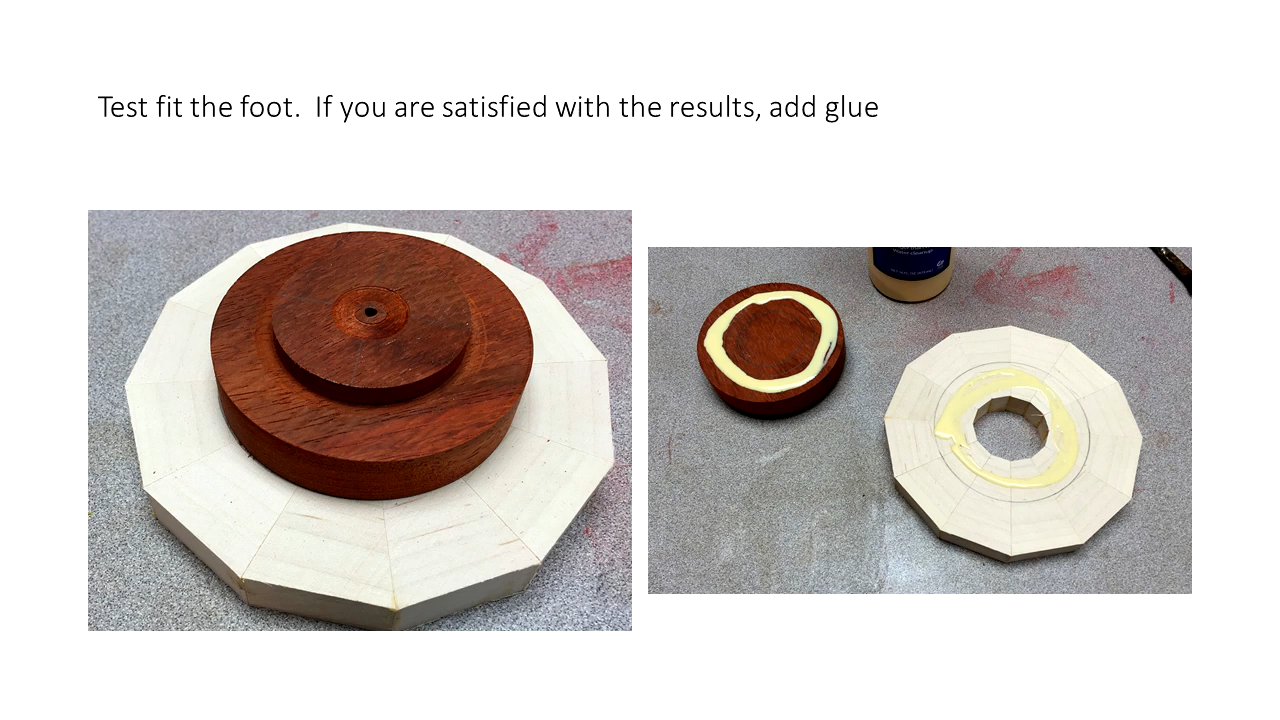 Test fit the foot.  If you are satisfied with the results, add glue